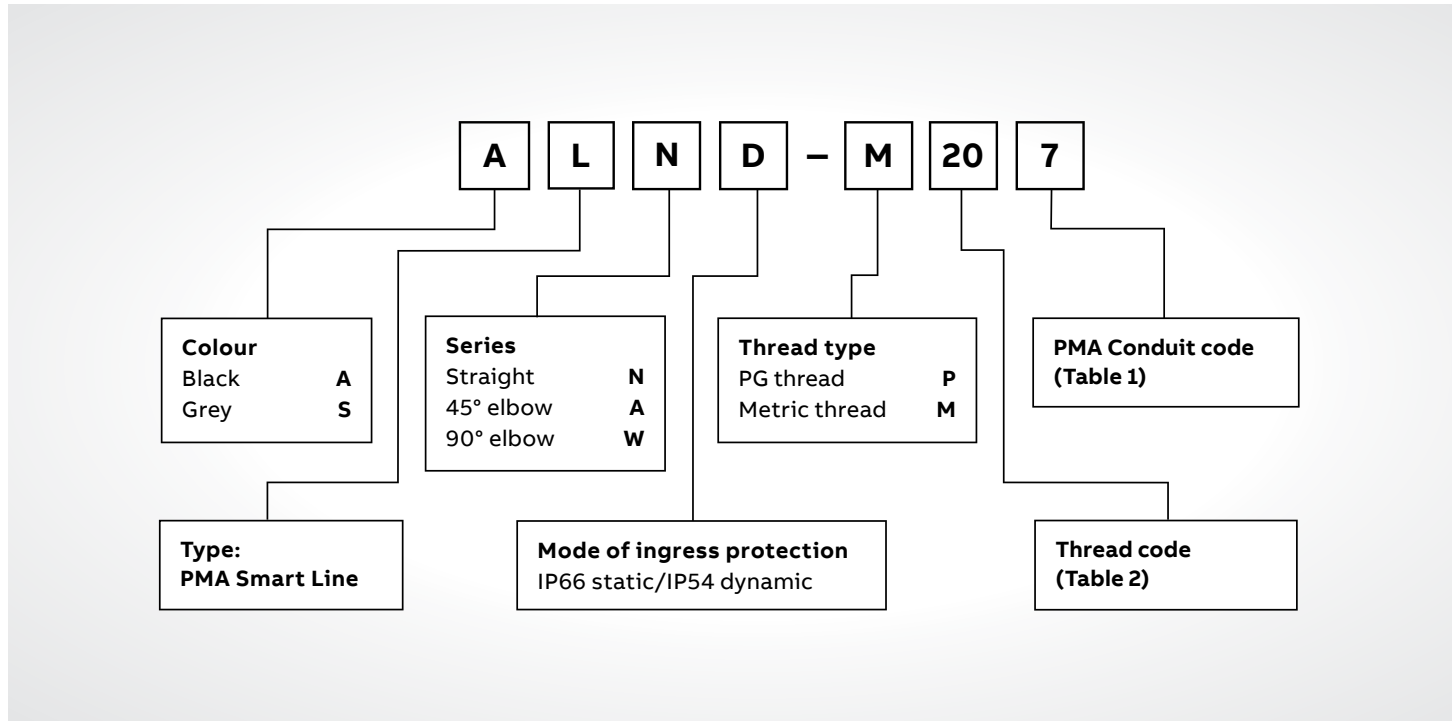 A L N D – M 20 7
Colour
Black A
Grey S
Series
Straight N
45° elbow A
90° elbow W
Thread type
PG thread P
Metric thread M
PMA Conduit code
(Table 1)
Type:
PMA Smart Line
Mode of ingress protection
IP66 static/IP54 dynamic
Thread code
(Table 2)